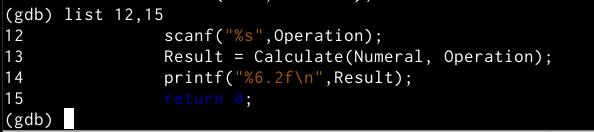 (gdb) list 12,15
12 scanf("%s",Operation);
13 Result = Calculate(Numeral, Operation);
14 printf("%6.2f\n",Result);
15 return 0;
(gdb)